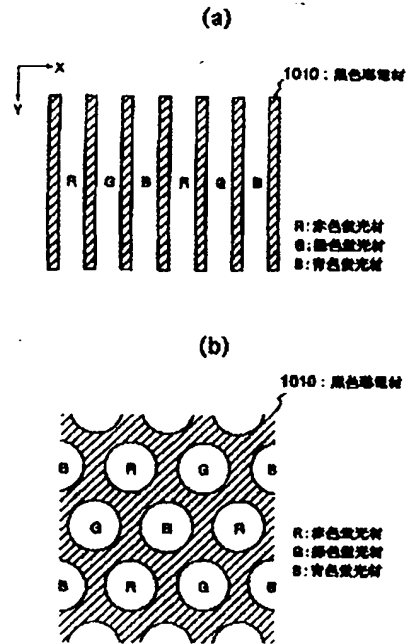 (a)
X
1010：黒色導電材
Y
R G B R G B
R:赤色蛍光材
G:緑色蛍光材
B:青色蛍光材
(b)
1010：黒色導電材
B R G B
G B R
B R G B
R:赤色蛍光材
G:緑色蛍光材
B:青色蛍光材